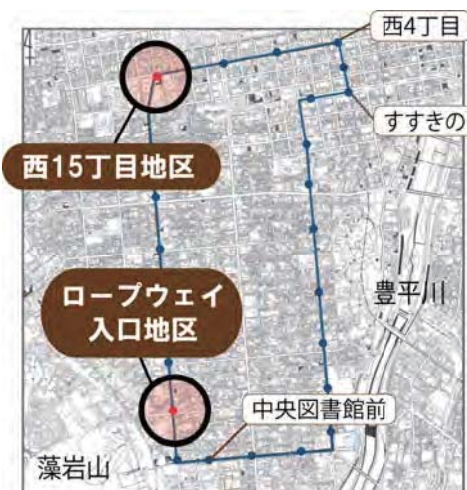 西4丁目
すすきの
西15丁目地区
ロープウェイ
入口地区
豊平川
中央図書館前
藻岩山